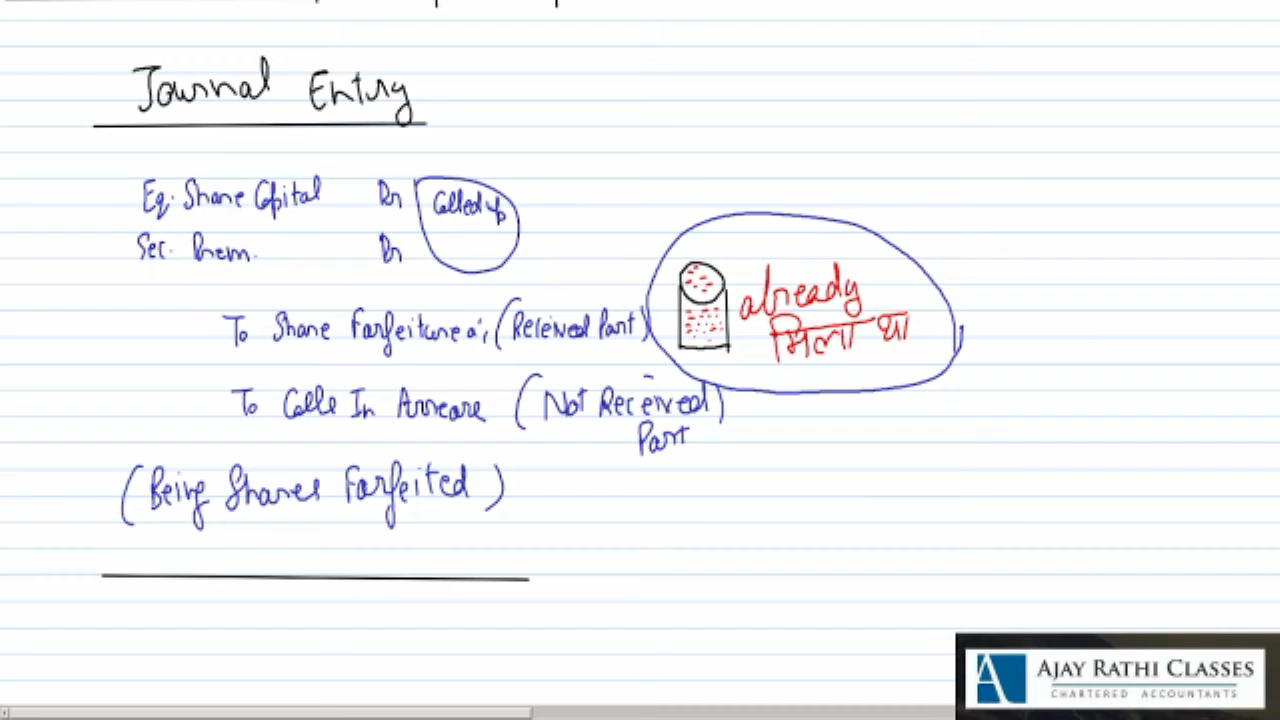 Journal Entry
Eq. Share Capital Dr Called up
Sec. Prem. Dr
To Share Forfeiture a/c (Received Part)
already
मिला था
To Calls In Arrears (Not Received)
Part
(Being Shares Forfeited)
AJAY RATHI CLASSES
CHARTERED ACCOUNTANTS